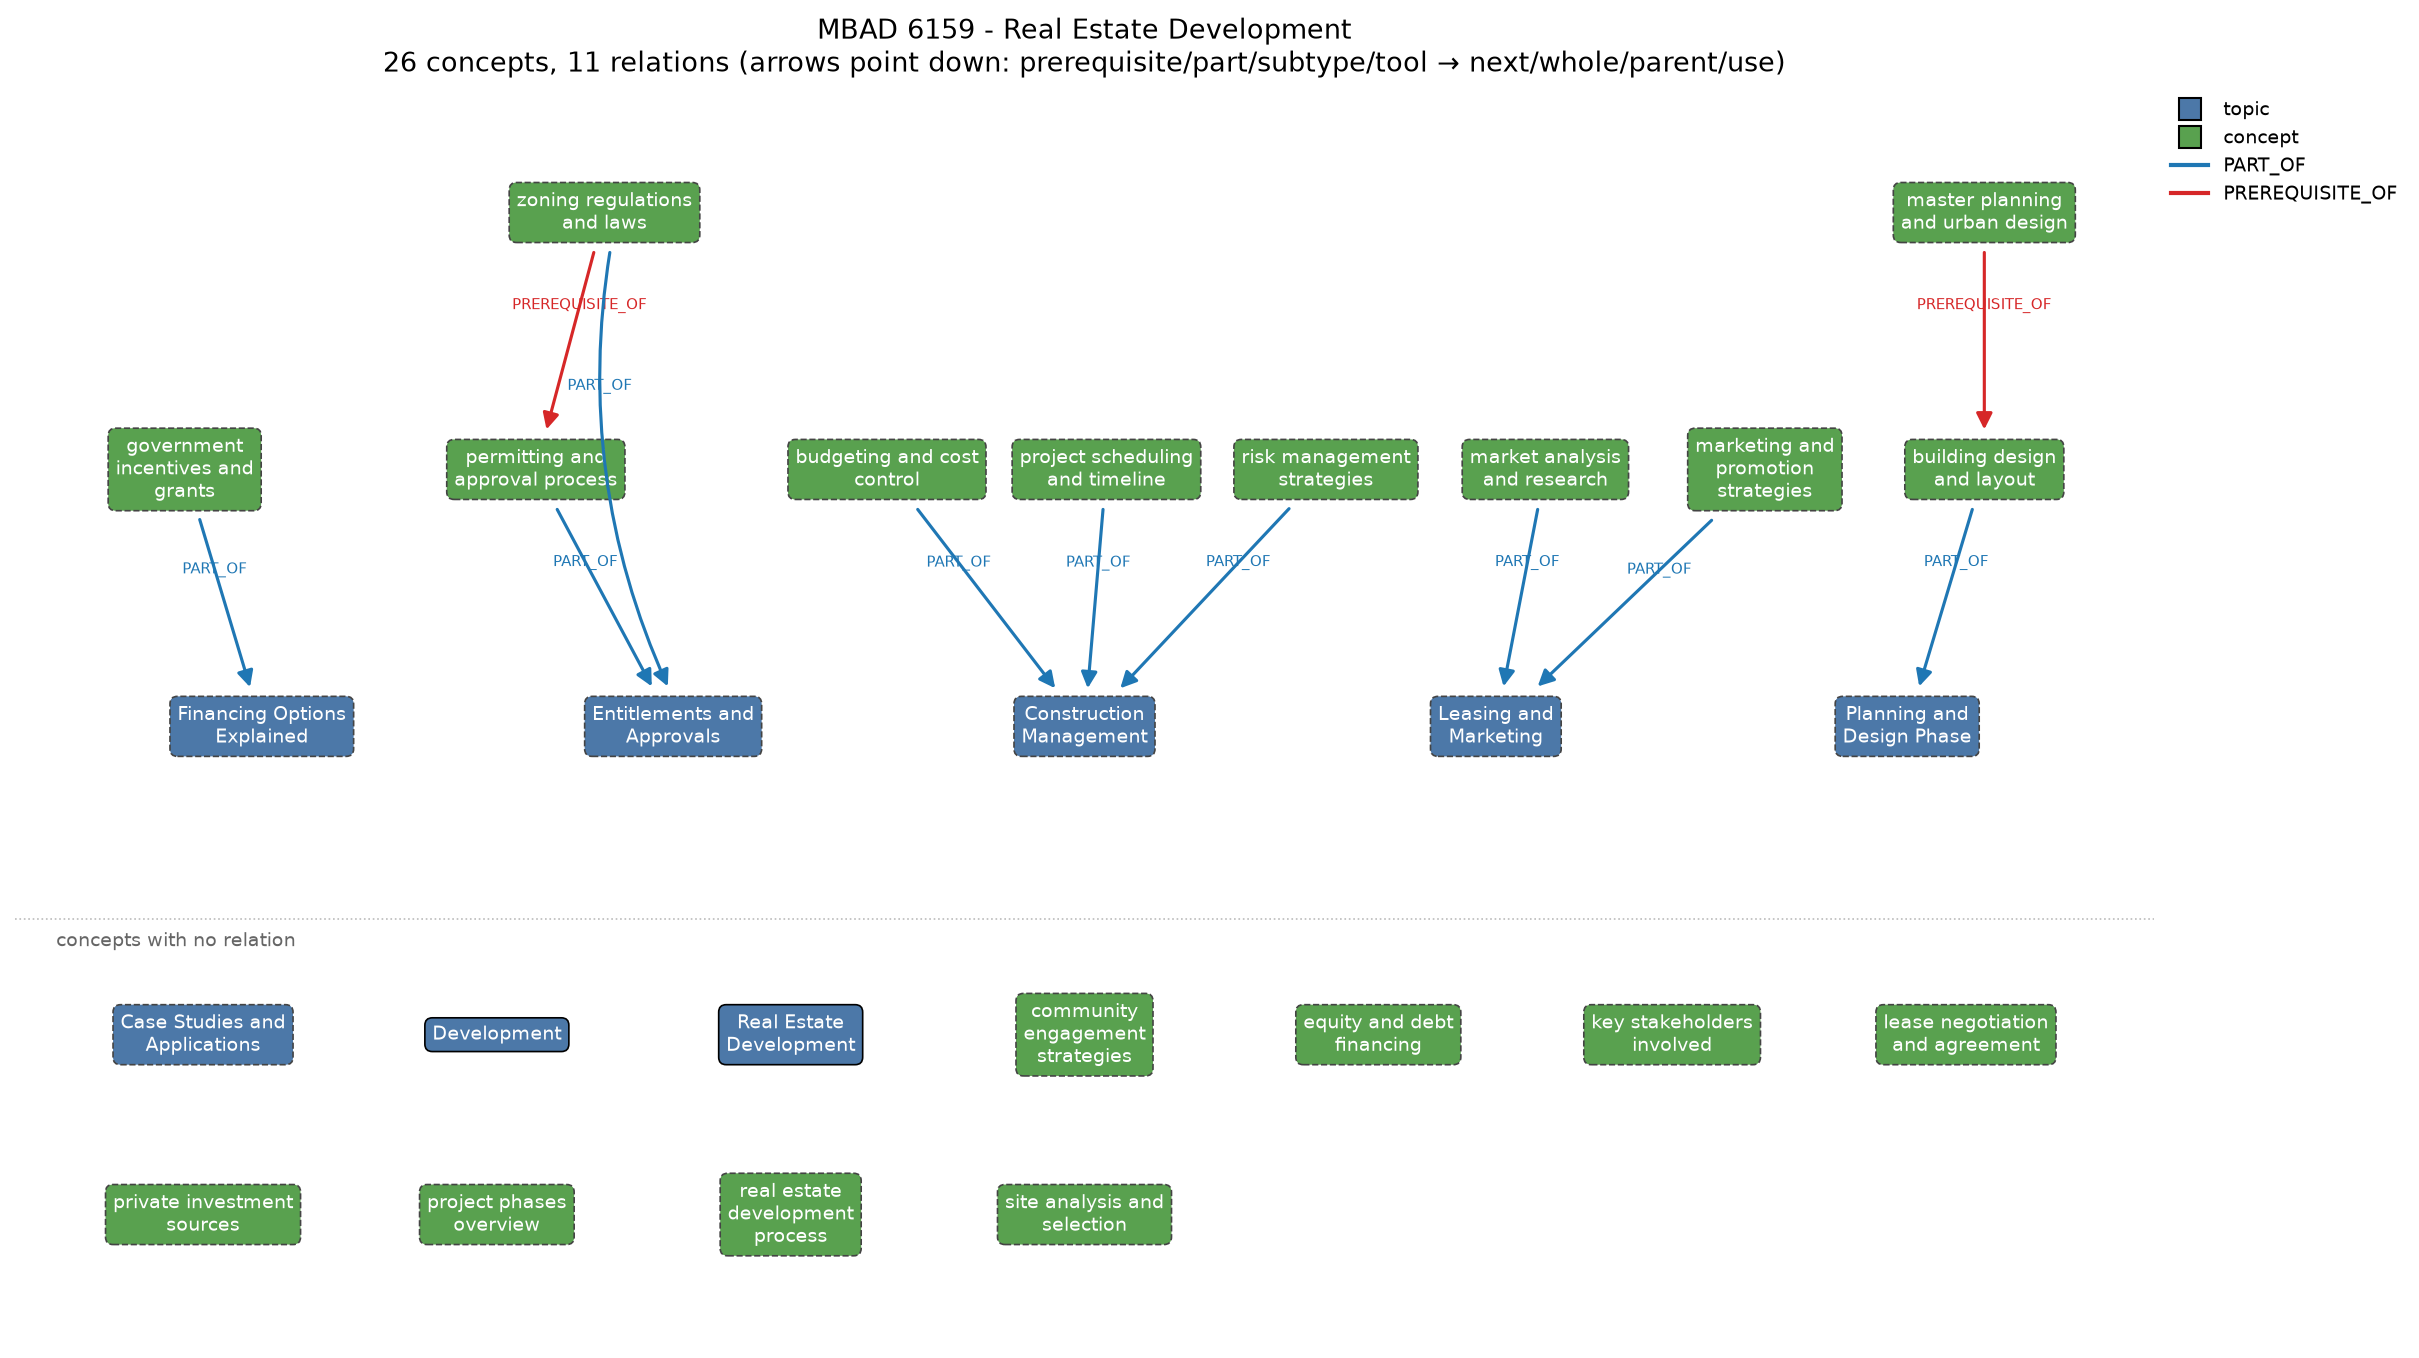 MBAD 6159 - Real Estate Development
26 concepts, 11 relations (arrows point down: prerequisite/part/subtype/tool → next/whole/parent/use)
topic
concept
PART_OF
PREREQUISITE_OF
zoning regulations
and laws
master planning
and urban design
PREREQUISITE_OF
PREREQUISITE_OF
PART_OF
government
incentives and
grants
permitting and
approval process
budgeting and cost
control
project scheduling
and timeline
risk management
strategies
market analysis
and research
marketing and
promotion
strategies
building design
and layout
PART_OF
PART_OF
PART_OF
PART_OF
PART_OF
PART_OF
PART_OF
PART_OF
Financing Options
Explained
Entitlements and
Approvals
Construction
Management
Leasing and
Marketing
Planning and
Design Phase
concepts with no relation
Case Studies and
Applications
Development
Real Estate
Development
community
engagement
strategies
equity and debt
financing
key stakeholders
involved
lease negotiation
and agreement
private investment
sources
project phases
overview
real estate
development
process
site analysis and
selection